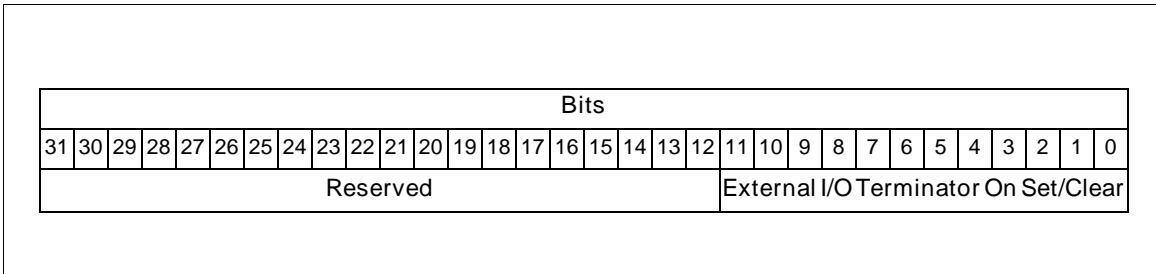 Bits
31 30 29 28 27 26 25 24 23 22 21 20 19 18 17 16 15 14 13 12 11 10 9 8 7 6 5 4 3 2 1 0
Reserved External I/O Terminator On Set/Clear